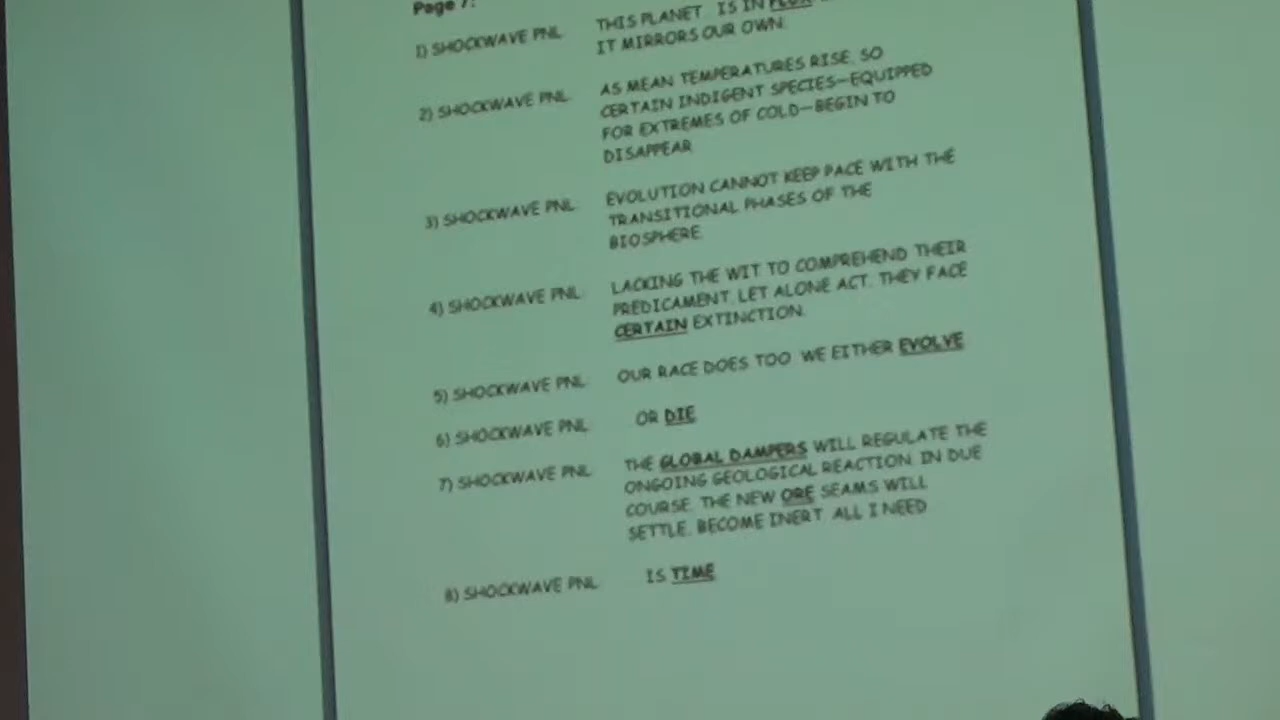 Page 7:
1) SHOCKWAVE PNL THIS PLANET IS IN FLUX
IT MIRRORS OUR OWN.
2) SHOCKWAVE PNL AS MEAN TEMPERATURES RISE, SO
CERTAIN INDIGENT SPECIES—EQUIPPED
FOR EXTREMES OF COLD—BEGIN TO
DISAPPEAR
3) SHOCKWAVE PNL EVOLUTION CANNOT KEEP PACE WITH THE
TRANSITIONAL PHASES OF THE
BIOSPHERE
4) SHOCKWAVE PNL LACKING THE WIT TO COMPREHEND THEIR
PREDICAMENT, LET ALONE ACT, THEY FACE
CERTAIN EXTINCTION.
5) SHOCKWAVE PNL OUR RACE DOES TOO WE EITHER EVOLVE
6) SHOCKWAVE PNL OR DIE
7) SHOCKWAVE PNL THE GLOBAL DAMPERS WILL REGULATE THE
ONGOING GEOLOGICAL REACTION. IN DUE
COURSE, THE NEW ORE SEAMS WILL
SETTLE, BECOME INERT ALL I NEED
8) SHOCKWAVE PNL IS TIME